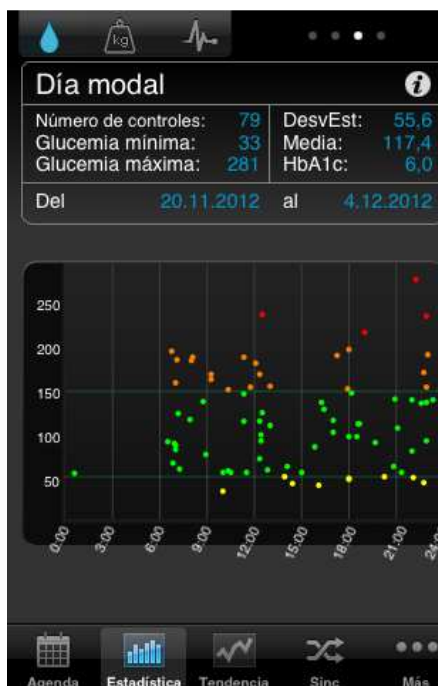 kg
Día modal
i
Número de controles: 79 DesvEst: 55,6
Glucemia mínima: 33 Media: 117,4
Glucemia máxima: 281 HbA1c: 6,0
Del 20.11.2012 al 4.12.2012
250
200
150
100
50
0:00 3:00 6:00 9:00 12:00 15:00 18:00 21:00 24:
Agenda Estadística Tendencia Sinc Más